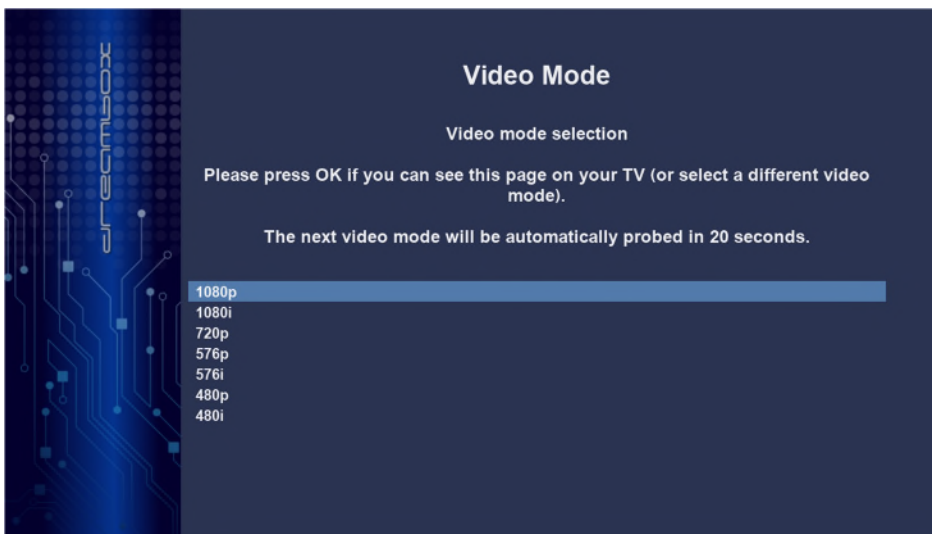 dreambox
Video Mode
Video mode selection
Please press OK if you can see this page on your TV (or select a different video
mode).
The next video mode will be automatically probed in 20 seconds.
1080p
1080i
720p
576p
576i
480p
480i